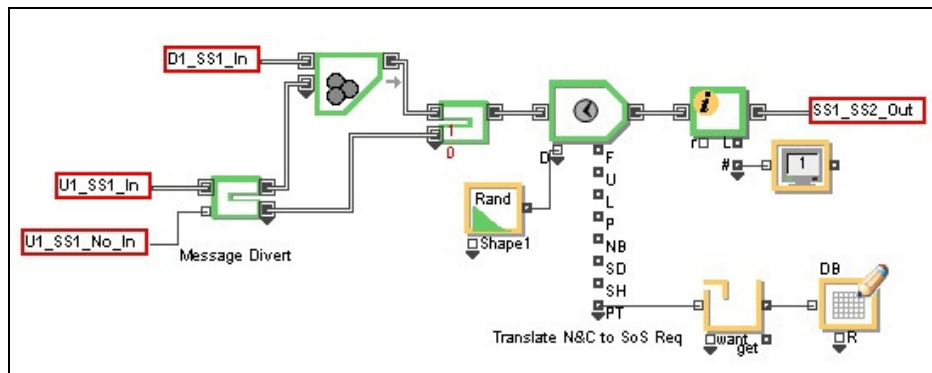 D1_SS1_In
U1_SS1_In
U1_SS1_No_In
Message Divert
1
0
D
Rand
Shape1
F
U
L
P
NB
SD
SH
PT
Translate N&C to SoS Req
i
r
L
#
1
SS1_SS2_Out
want
get
DB
R